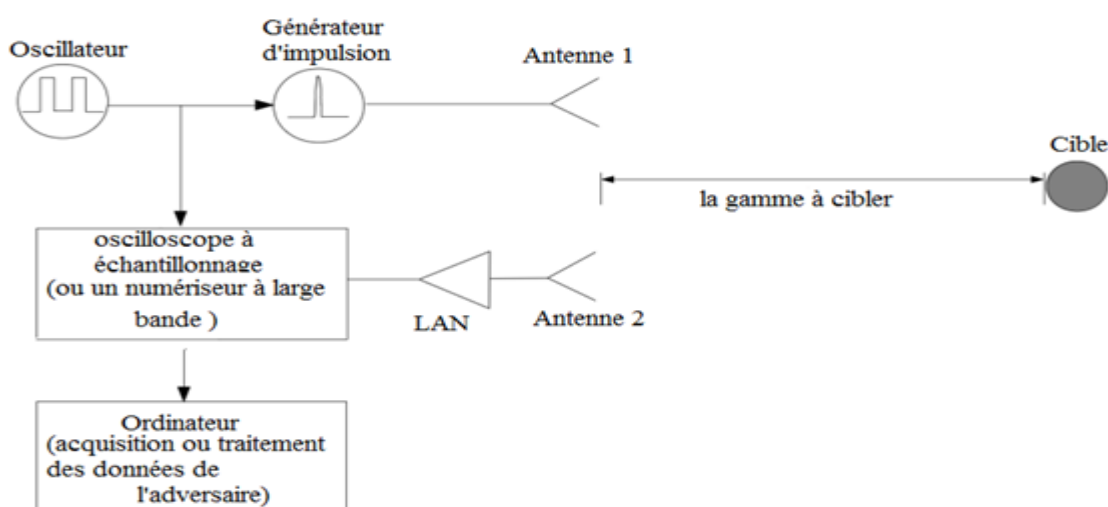 Oscillateur
Générateur
d'impulsion
Antenne 1
Cible
la gamme à cibler
oscilloscope à
échantillonnage
(ou un numériseur à large
bande )
LAN
Antenne 2
Ordinateur
(acquisition ou traitement
des données de
l'adversaire)